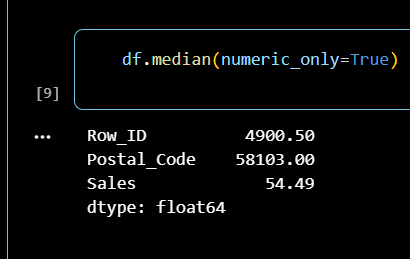 df.median(numeric_only=True)
[9]
...
Row_ID 4900.50
Postal_Code 58103.00
Sales 54.49
dtype: float64